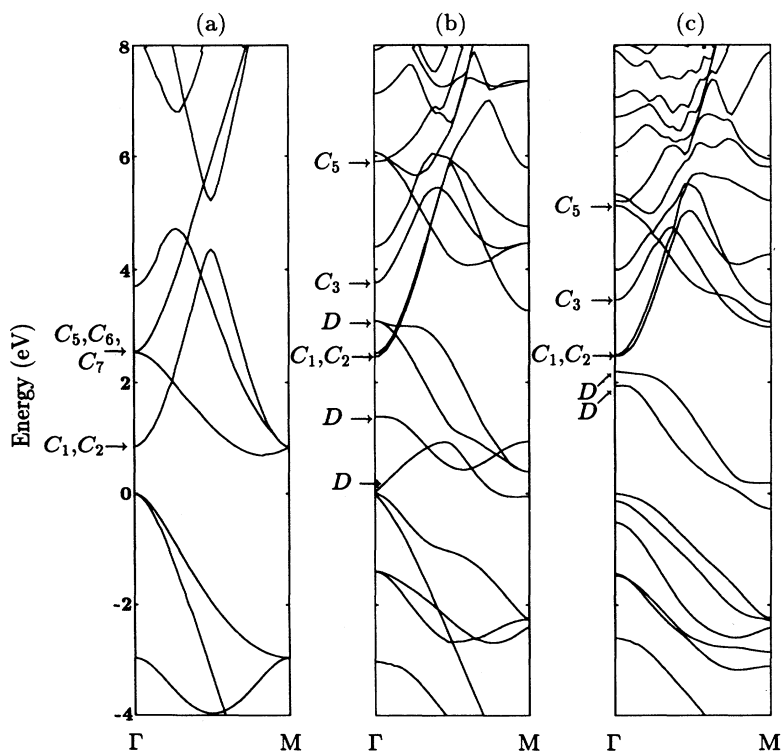 (a) (b) (c)
Energy (eV)
8
6
4
2
0
-2
-4
C5,C6,
C7→
C1,C2→
Γ M
C5→
C3→
D→
C1,C2→
D→
D→
Γ M
C5→
C3→
C1,C2→
D
D
Γ M